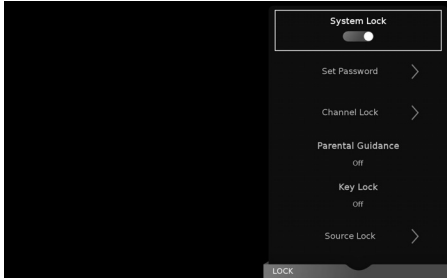 System Lock
Set Password
Channel Lock
Parental Guidance
Off
Key Lock
Off
Source Lock
LOCK